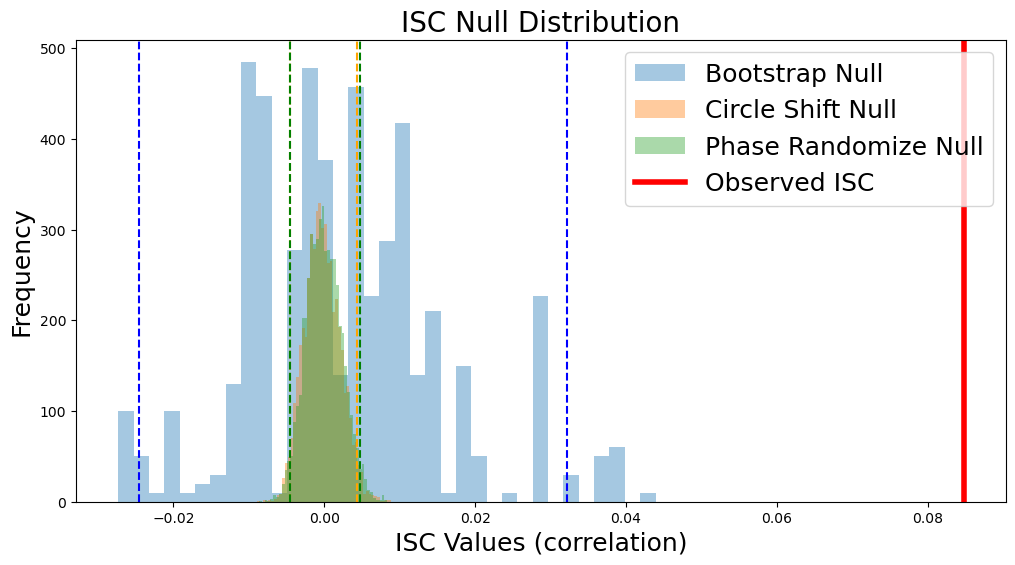 ISC Null Distribution
500
400
300
200
100
0
Frequency
Bootstrap Null
Circle Shift Null
Phase Randomize Null
Observed ISC
−0.02
0.00
0.02
0.04
0.06
0.08
ISC Values (correlation)